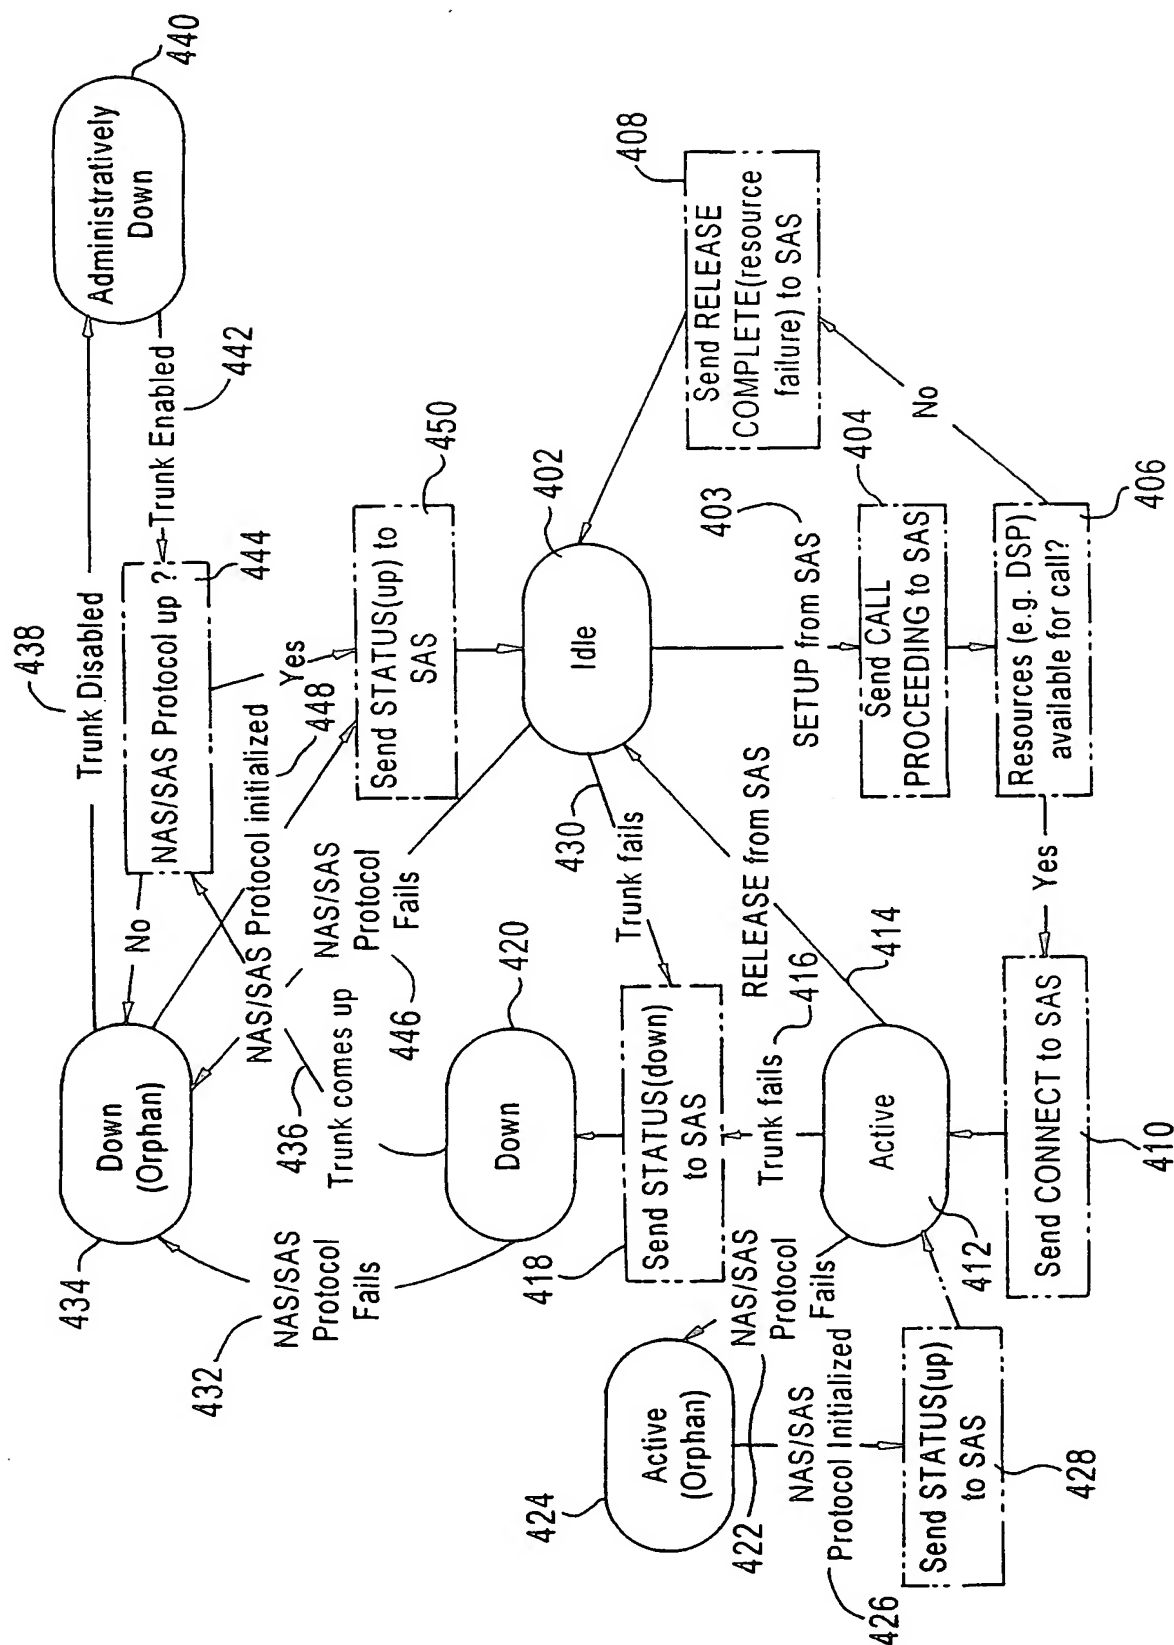 438
Trunk Disabled
434
Down
(Orphan)
No
NAS/SAS Protocol up ?
444
Trunk Enabled
442
Administratively
Down
440
432
NAS/SAS
Protocol
Fails
436
Trunk comes up
NAS/SAS Protocol initialized
448
Yes
446
NAS/SAS
Protocol
Fails
Send STATUS(up) to
SAS
450
420
Down
430
Trunk fails
Idle
402
Send RELEASE
COMPLETE(resource
failure) to SAS
408
424
Active
(Orphan)
418
Send STATUS(down)
to SAS
422
NAS/SAS
Protocol
Fails
Trunk fails
416
RELEASE from SAS
414
SETUP from SAS
403
426
NAS/SAS
Protocol Initialized
Active
412
Send CALL
PROCEEDING to SAS
404
No
Send STATUS(up)
to SAS
428
Send CONNECT to SAS
410
Yes
Resources (e.g. DSP)
available for call?
406